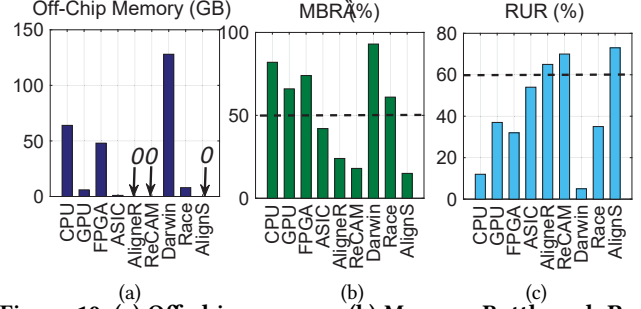 Off-Chip Memory (GB)
150
100
50
0
0 0
0
CPU
GPU
FPGA
ASIC
AligneR
ReCAM
Darwin
Race
AlignS
(a)
MBR (%)
100
50
0
CPU
GPU
FPGA
ASIC
AligneR
ReCAM
Darwin
Race
AlignS
(b)
RUR (%)
80
60
40
20
0
CPU
GPU
FPGA
ASIC
AligneR
ReCAM
Darwin
Race
AlignS
(c)